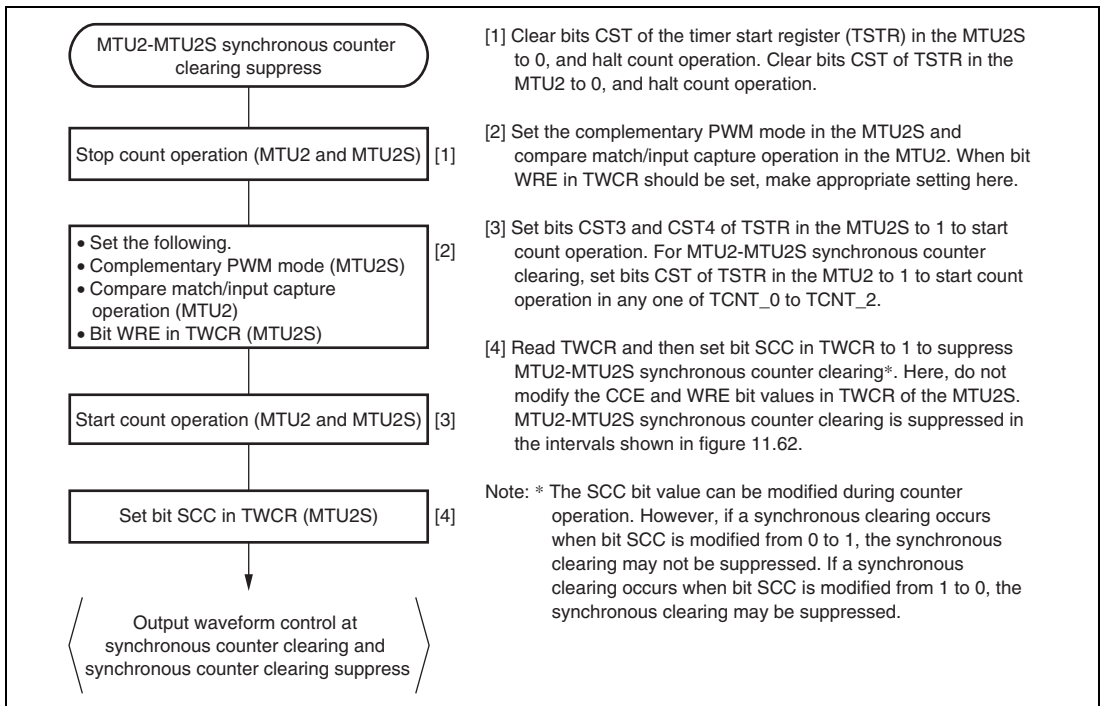 MTU2-MTU2S synchronous counter
clearing suppress
Stop count operation (MTU2 and MTU2S)
[1]
• Set the following.
• Complementary PWM mode (MTU2S)
• Compare match/input capture
operation (MTU2)
• Bit WRE in TWCR (MTU2S)
[2]
Start count operation (MTU2 and MTU2S)
[3]
Set bit SCC in TWCR (MTU2S)
[4]
Output waveform control at
synchronous counter clearing and
synchronous counter clearing suppress
[1] Clear bits CST of the timer start register (TSTR) in the MTU2S
to 0, and halt count operation. Clear bits CST of TSTR in the
MTU2 to 0, and halt count operation.
[2] Set the complementary PWM mode in the MTU2S and
compare match/input capture operation in the MTU2. When bit
WRE in TWCR should be set, make appropriate setting here.
[3] Set bits CST3 and CST4 of TSTR in the MTU2S to 1 to start
count operation. For MTU2-MTU2S synchronous counter
clearing, set bits CST of TSTR in the MTU2 to 1 to start count
operation in any one of TCNT_0 to TCNT_2.
[4] Read TWCR and then set bit SCC in TWCR to 1 to suppress
MTU2-MTU2S synchronous counter clearing*. Here, do not
modify the CCE and WRE bit values in TWCR of the MTU2S.
MTU2-MTU2S synchronous counter clearing is suppressed in
the intervals shown in figure 11.62.
Note: * The SCC bit value can be modified during counter
operation. However, if a synchronous clearing occurs
when bit SCC is modified from 0 to 1, the synchronous
clearing may not be suppressed. If a synchronous
clearing occurs when bit SCC is modified from 1 to 0, the
synchronous clearing may be suppressed.